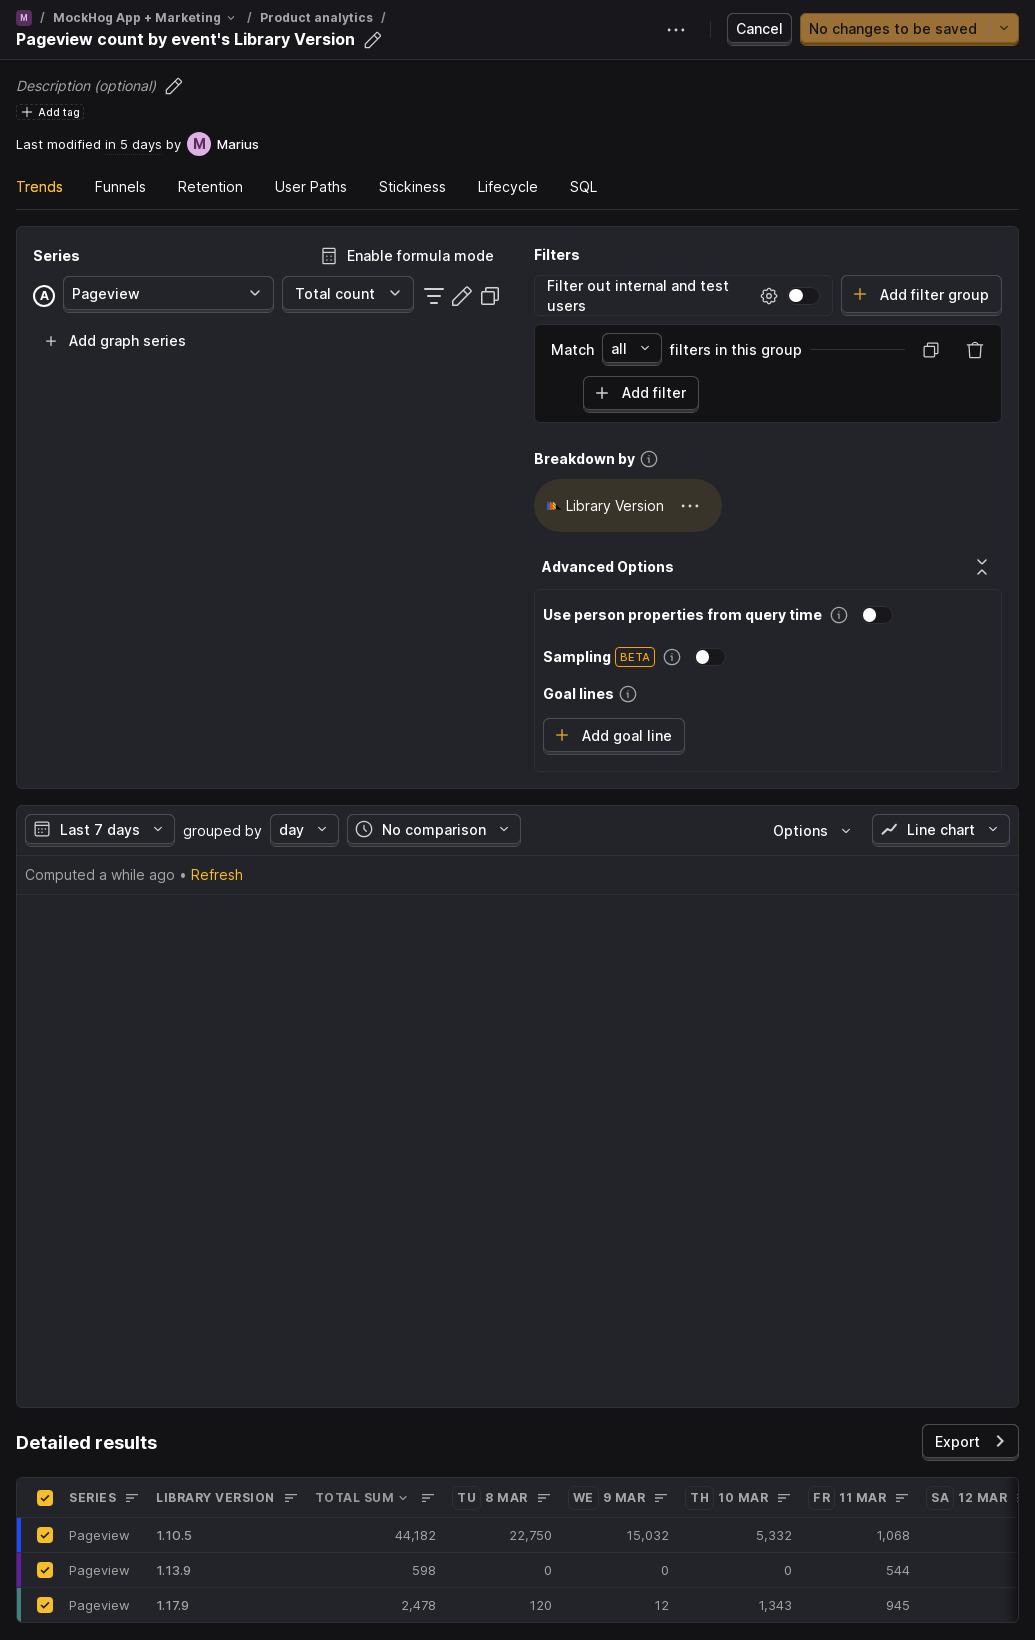 M / MockHog App + Marketing / Product analytics /
Pageview count by event's Library Version
Cancel
No changes to be saved
Description (optional)
Add tag
Last modified in 5 days by M Marius
Trends Funnels Retention User Paths Stickiness Lifecycle SQL
Series
Enable formula mode
A Pageview Total count
Add graph series
Filters
Filter out internal and test users
Add filter group
Match all filters in this group
Add filter
Breakdown by
Library Version
Advanced Options
Use person properties from query time
Sampling BETA
Goal lines
Add goal line
Last 7 days grouped by day No comparison Options Line chart
Computed a while ago • Refresh
Detailed results
Export
SERIES LIBRARY VERSION TOTAL SUM TU 8 MAR WE 9 MAR TH 10 MAR FR 11 MAR SA 12 MAR
Pageview 1.10.5 44,182 22,750 15,032 5,332 1,068
Pageview 1.13.9 598 0 0 0 544
Pageview 1.17.9 2,478 120 12 1,343 945